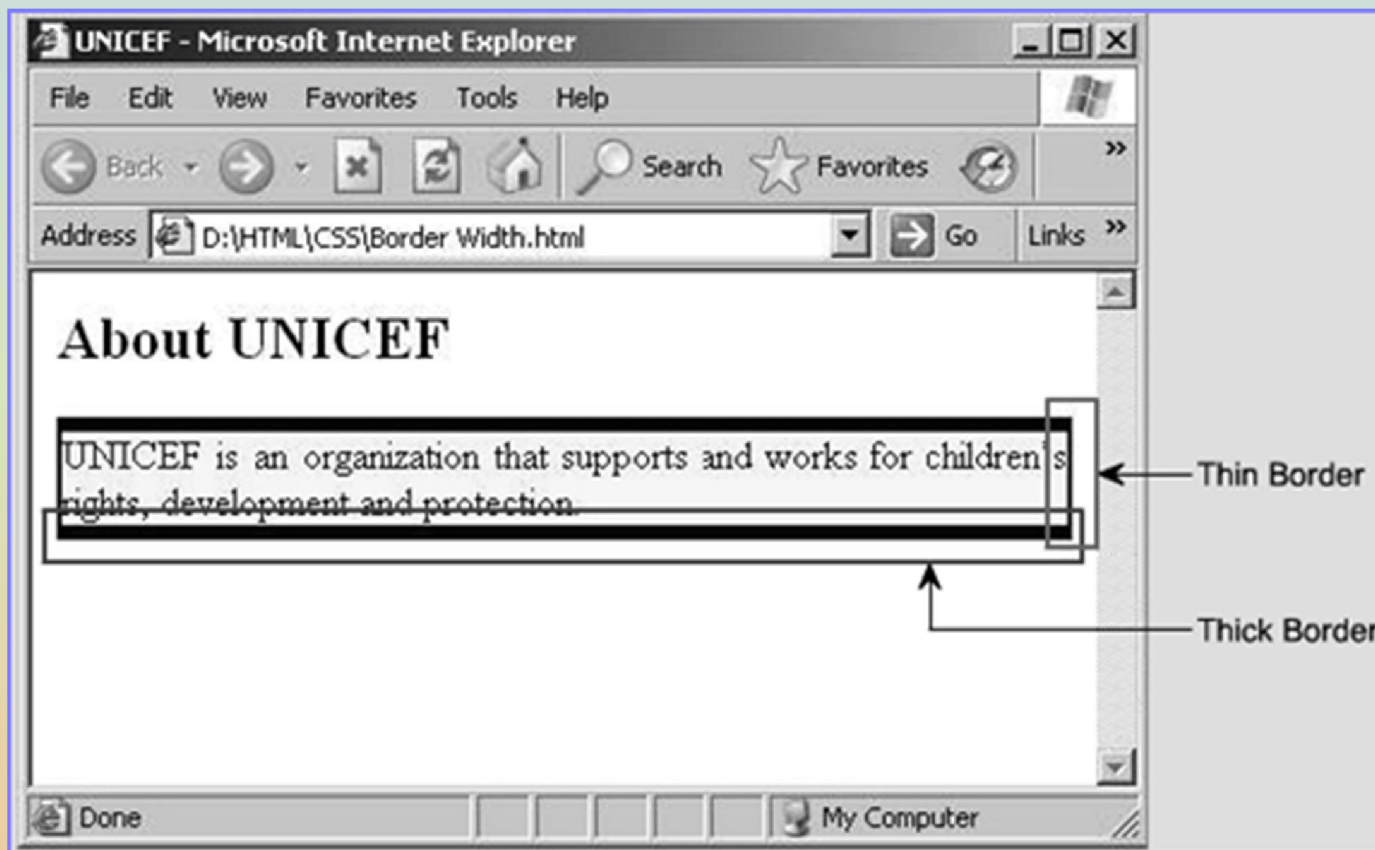 UNICEF - Microsoft Internet Explorer
File Edit View Favorites Tools Help
Back Search Favorites »
Address D:\HTML\CSS\Border Width.html Go Links »
About UNICEF
UNICEF is an organization that supports and works for children's
rights, development and protection.
Thin Border
Thick Border
Done My Computer